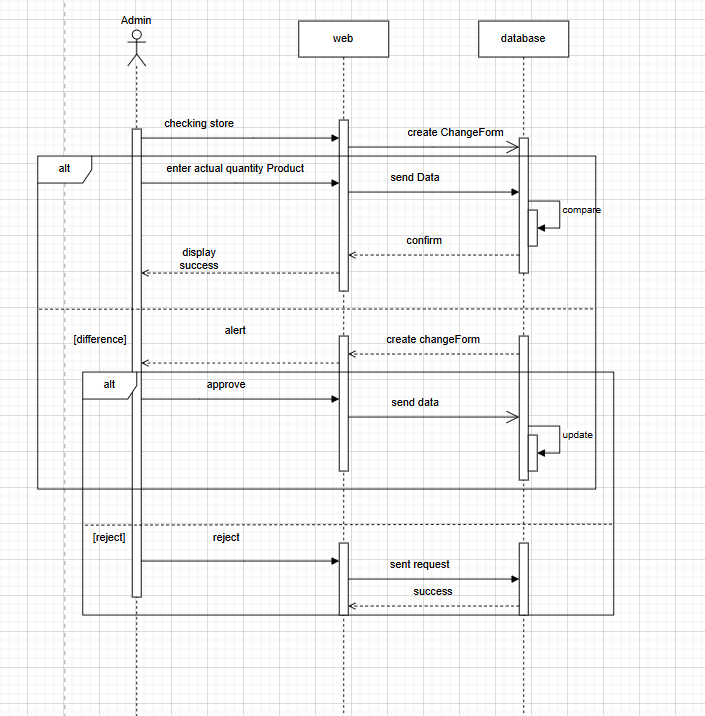 Admin
web
database
checking store
create ChangeForm
alt
enter actual quantity Product
send Data
compare
confirm
display
success
alert
[difference]
create changeForm
alt
approve
send data
update
[reject]
reject
sent request
success